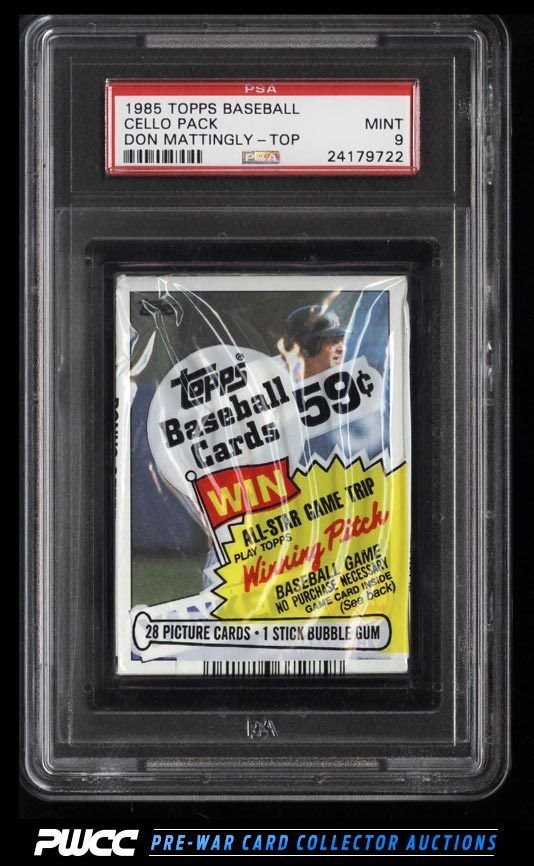 PSA
1985 TOPPS BASEBALL
CELLO PACK MINT
DON MATTINGLY – TOP 9
PSA 24179722
Topps®
Baseball
Cards 59¢
WIN
ALL-STAR GAME TRIP
PLAY TOPPS
Winning Pitch
BASEBALL GAME
NO PURCHASE NECESSARY
GAME CARD INSIDE
(See back)
28 PICTURE CARDS • 1 STICK BUBBLE GUM
PSA
PWCC PRE-WAR CARD COLLECTOR AUCTIONS